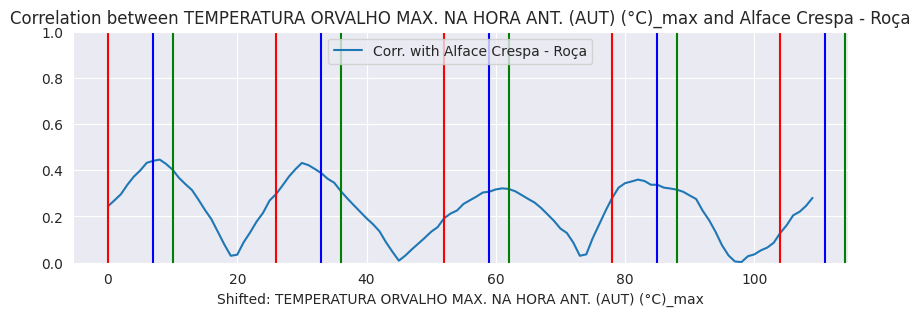 Correlation between TEMPERATURA ORVALHO MAX. NA HORA ANT. (AUT) (°C)_max and Alface Crespa - Roça
Corr. with Alface Crespa - Roça
1.0
0.8
0.6
0.4
0.2
0.0
0 20 40 60 80 100
Shifted: TEMPERATURA ORVALHO MAX. NA HORA ANT. (AUT) (°C)_max